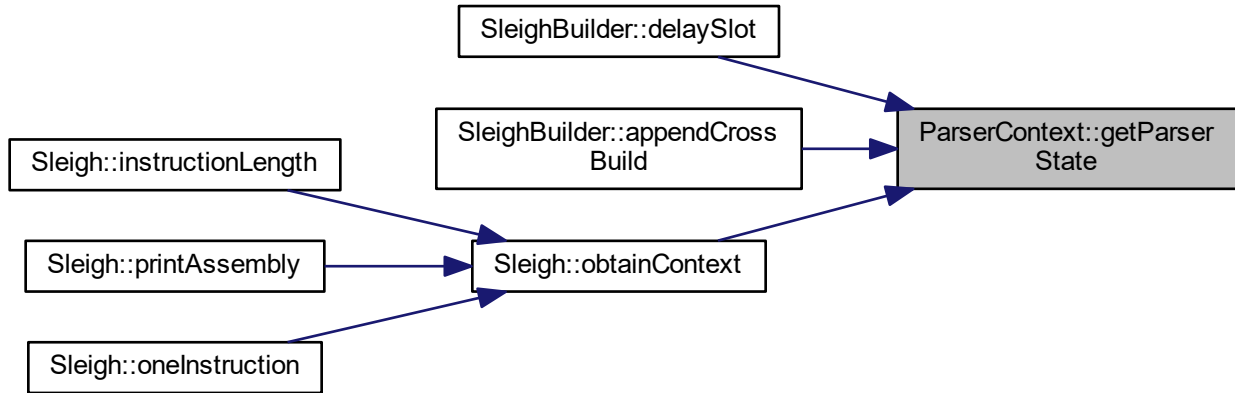 SleighBuilder::delaySlot
SleighBuilder::appendCross
Build
ParserContext::getParser
State
Sleigh::instructionLength
Sleigh::printAssembly
Sleigh::obtainContext
Sleigh::oneInstruction